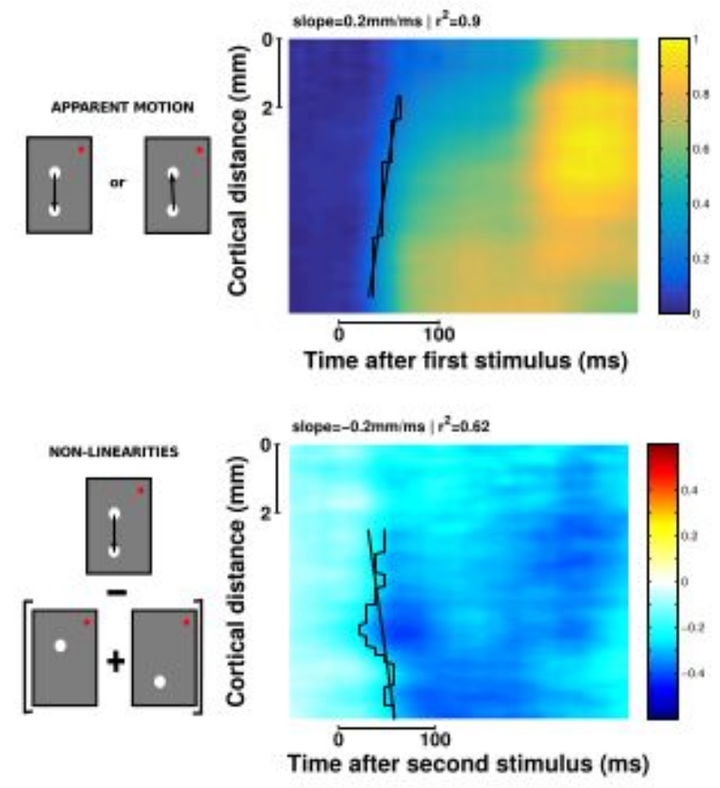 slope=0.2mm/ms | r²=0.9
APPARENT MOTION
or
Cortical distance (mm)
0
2
1
0.8
0.6
0.4
0.2
0
0 100
Time after first stimulus (ms)
slope=−0.2mm/ms | r²=0.62
NON-LINEARITIES
−
[ + ]
Cortical distance (mm)
0
2
0.4
0.2
0
−0.2
−0.4
0 100
Time after second stimulus (ms)